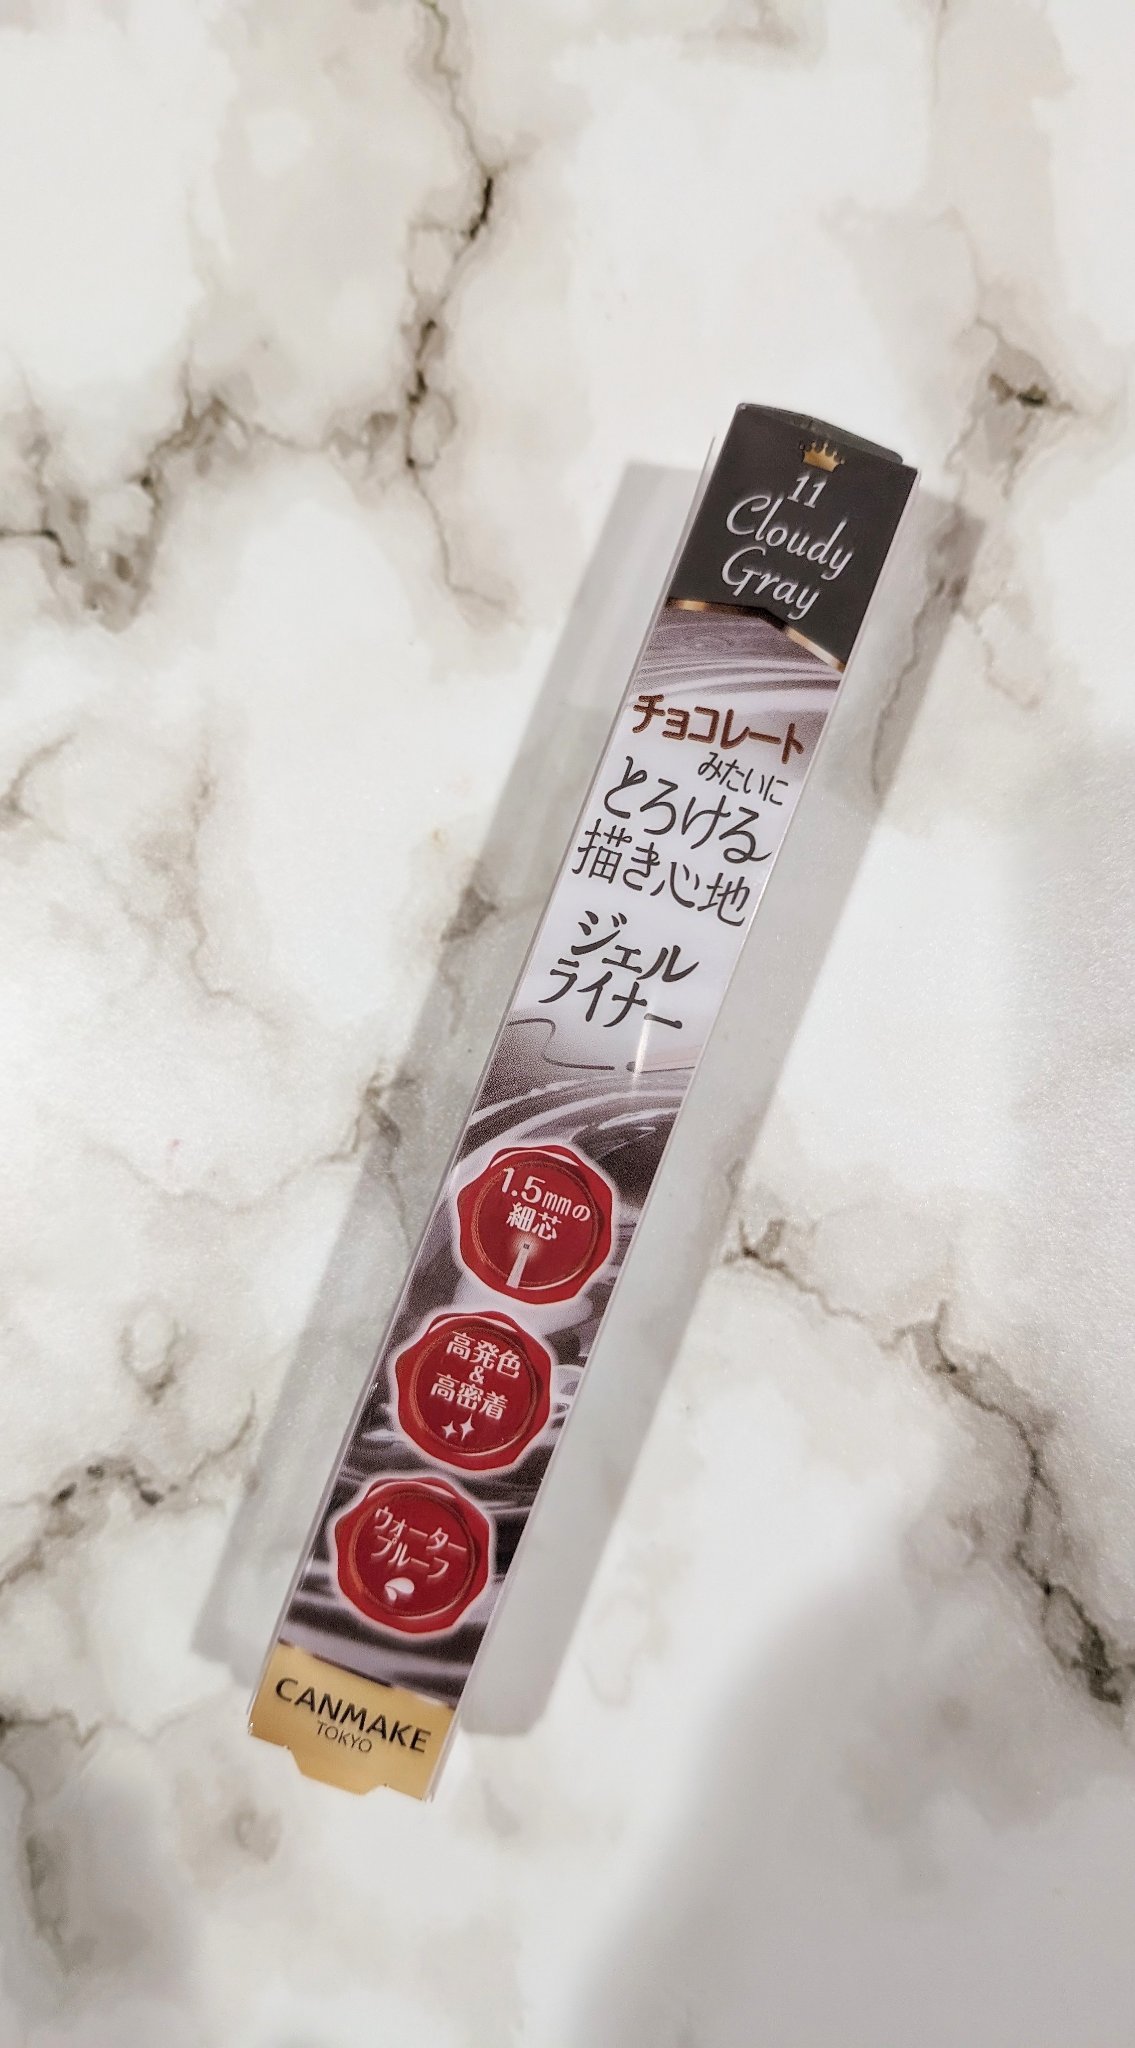 11
Cloudy
Gray
チョコレート
みたいに
とろける
描き心地
ジェル
ライナー
1.5mmの
細芯
高発色
&
高密着
ウォーター
プルーフ
CANMAKE
TOKYO